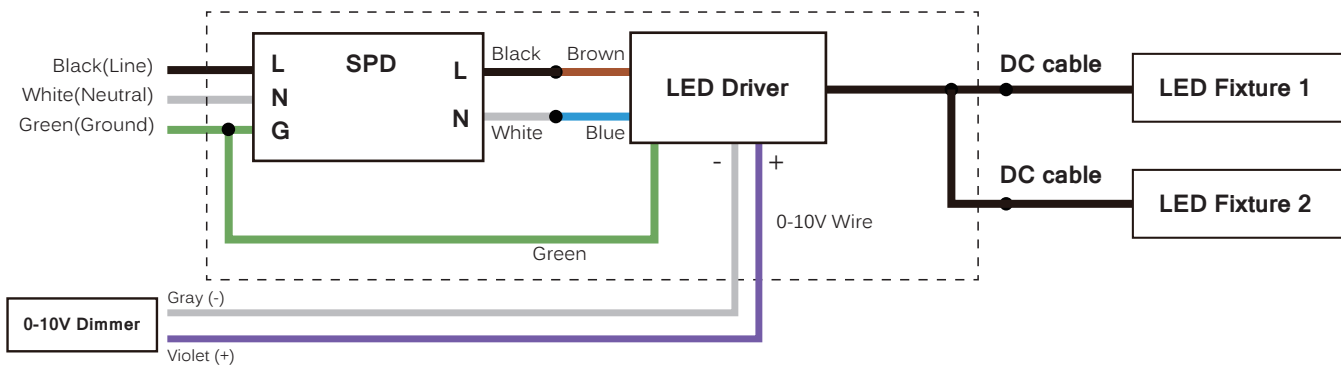 Black(Line)
White(Neutral)
Green(Ground)
L
N
G
SPD
L
N
Black
Brown
White
Blue
LED Driver
DC cable
LED Fixture 1
DC cable
LED Fixture 2
-
+
0-10V Wire
Green
0-10V Dimmer
Gray (-)
Violet (+)